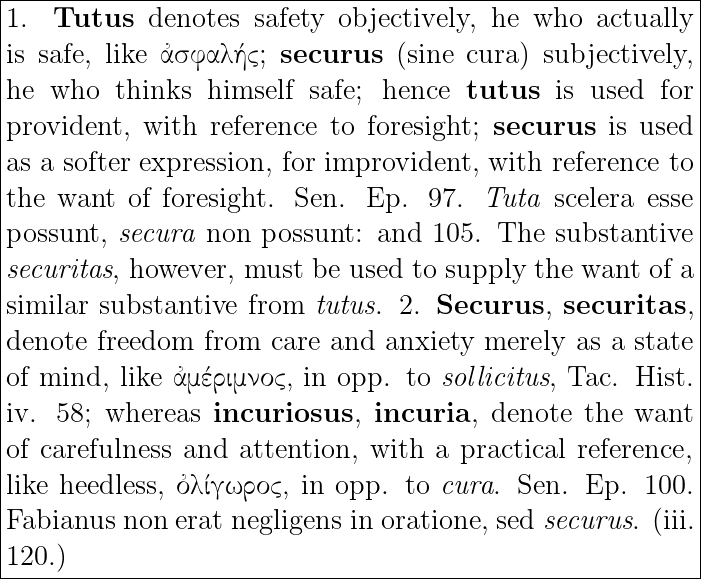 1. Tutus denotes safety objectively, he who actually
is safe, like ἀσφαλής; securus (sine cura) subjectively,
he who thinks himself safe; hence tutus is used for
provident, with reference to foresight; securus is used
as a softer expression, for improvident, with reference to
the want of foresight. Sen. Ep. 97. Tuta scelera esse
possunt, secura non possunt: and 105. The substantive
securitas, however, must be used to supply the want of a
similar substantive from tutus. 2. Securus, securitas,
denote freedom from care and anxiety merely as a state
of mind, like ἀμέριμνος, in opp. to sollicitus, Tac. Hist.
iv. 58; whereas incuriosus, incuria, denote the want
of carefulness and attention, with a practical reference,
like heedless, ὀλίγωρος, in opp. to cura. Sen. Ep. 100.
Fabianus non erat negligens in oratione, sed securus. (iii.
120.)